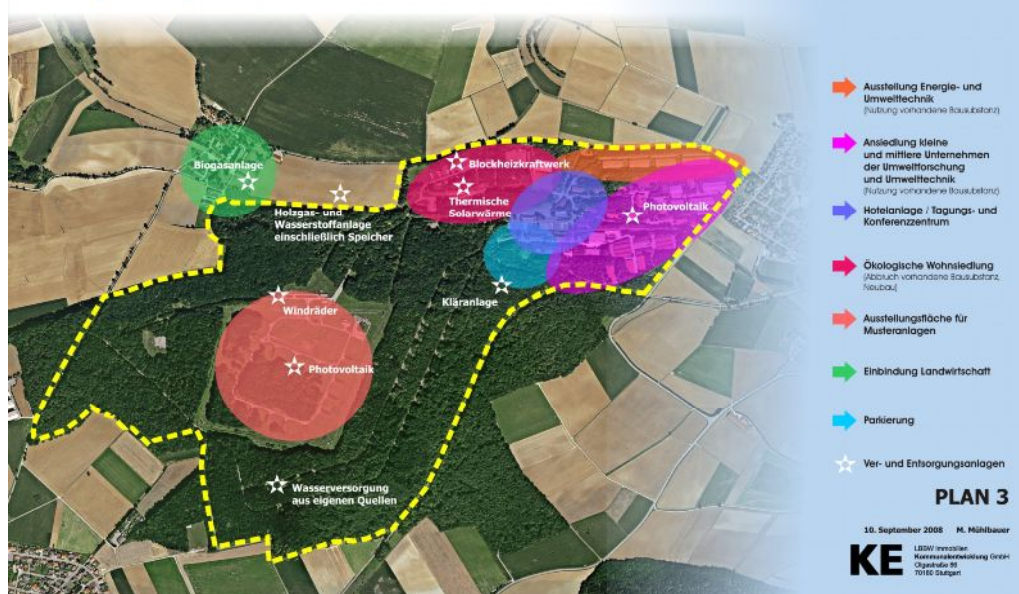 Biogasanlage
Holzgas- und
Wasserstoffanlage
einschließlich Speicher
Blockheizkraftwerk
Thermische
Solarwärme
Photovoltaik
Kläranlage
Windräder
Photovoltaik
Wasserversorgung
aus eigenen Quellen
Ausstellung Energie- und
Umwelttechnik
(Nutzung vorhandene Bausubstanz)
Ansiedlung kleine
und mittlere Unternehmen
der Umweltforschung
und Umwelttechnik
(Nutzung vorhandene Bausubstanz)
Hotelanlage / Tagungs- und
Konferenzzentrum
Ökologische Wohnsiedlung
(Abbruch vorhandene Bausubstanz,
Neubau)
Ausstellungsfläche für
Musteranlagen
Einbindung Landwirtschaft
Parkierung
Ver- und Entsorgungsanlagen
PLAN 3
10. September 2008 M. Mühlbauer
KE
LBBW Immobilien
Kommunalentwicklung GmbH
Olgastraße 86
70180 Stuttgart